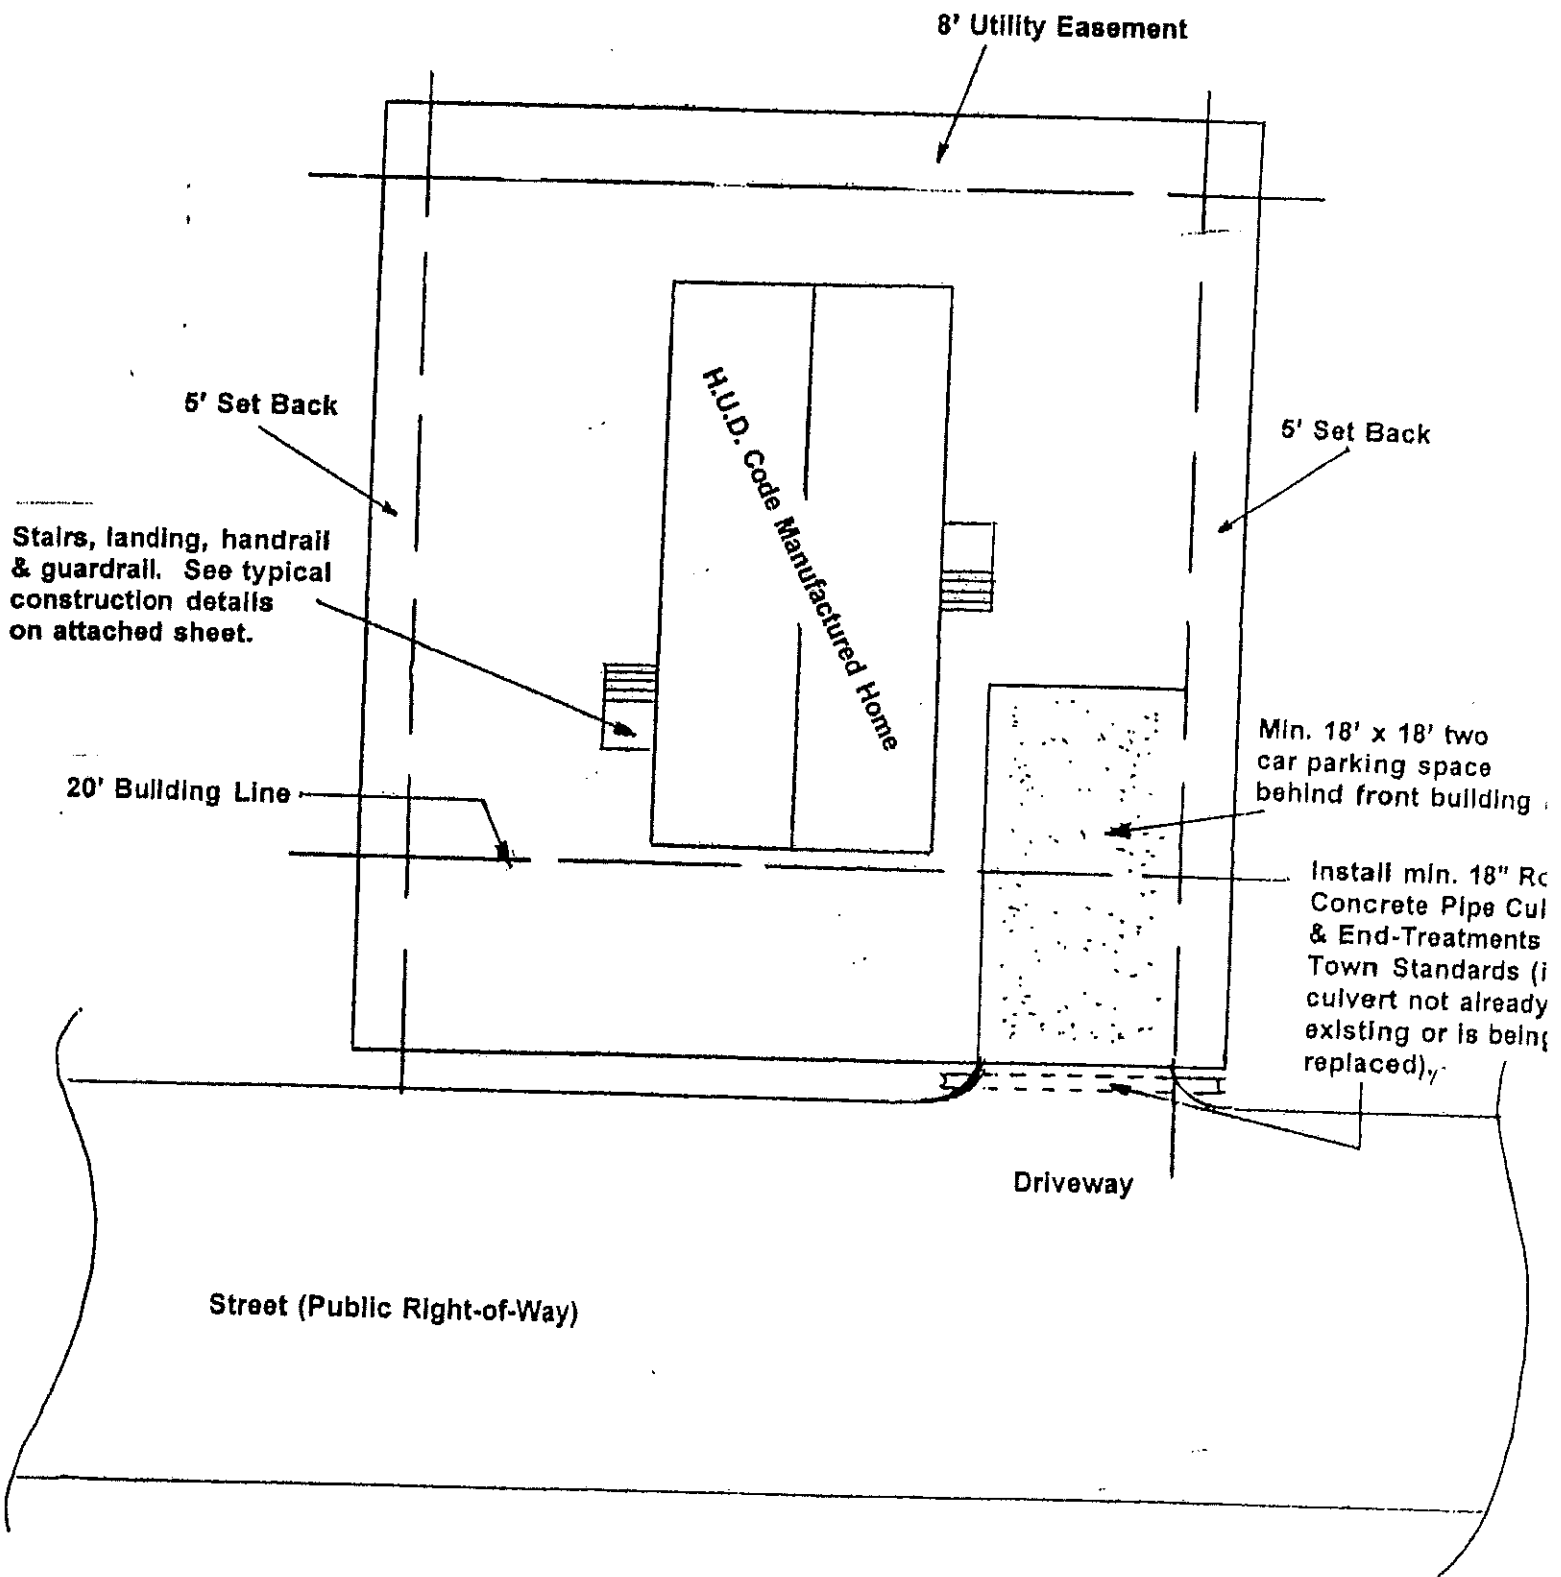 8' Utility Easement
5' Set Back
5' Set Back
Stairs, landing, handrail
& guardrail. See typical
construction details
on attached sheet.
H.U.D. Code Manufactured Home
Min. 18' x 18' two
car parking space
behind front building
20' Building Line
Install min. 18" Ro
Concrete Pipe Cul
& End-Treatments
Town Standards (i
culvert not already
existing or is being
replaced).
Driveway
Street (Public Right-of-Way)